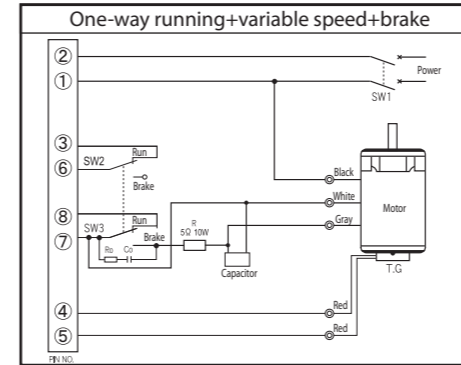 One-way running+variable speed+brake
②
①
Power
SW1
③
Run
SW2
⑥
Brake
⑧
Run
SW3
⑦
Brake
R
5Ω 10W
Ro
Co
Capacitor
Black
White
Gray
Motor
T.G
④
Red
⑤
Red
PIN NO.